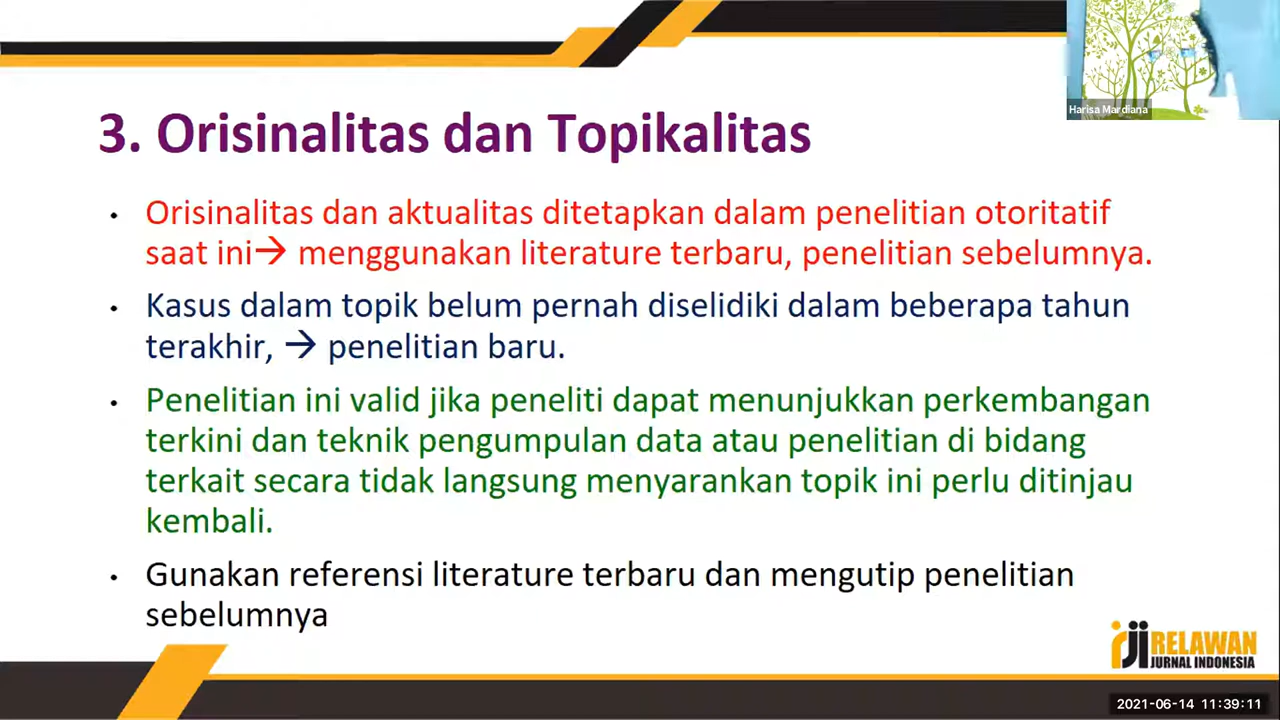 Harisa Mardiana
3. Orisinalitas dan Topikalitas
• Orisinalitas dan aktualitas ditetapkan dalam penelitian otoritatif
saat ini→ menggunakan literature terbaru, penelitian sebelumnya.
• Kasus dalam topik belum pernah diselidiki dalam beberapa tahun
terakhir, → penelitian baru.
• Penelitian ini valid jika peneliti dapat menunjukkan perkembangan
terkini dan teknik pengumpulan data atau penelitian di bidang
terkait secara tidak langsung menyarankan topik ini perlu ditinjau
kembali.
• Gunakan referensi literature terbaru dan mengutip penelitian
sebelumnya
rji RELAWAN
JURNAL INDONESIA
2021-06-14 11:39:11